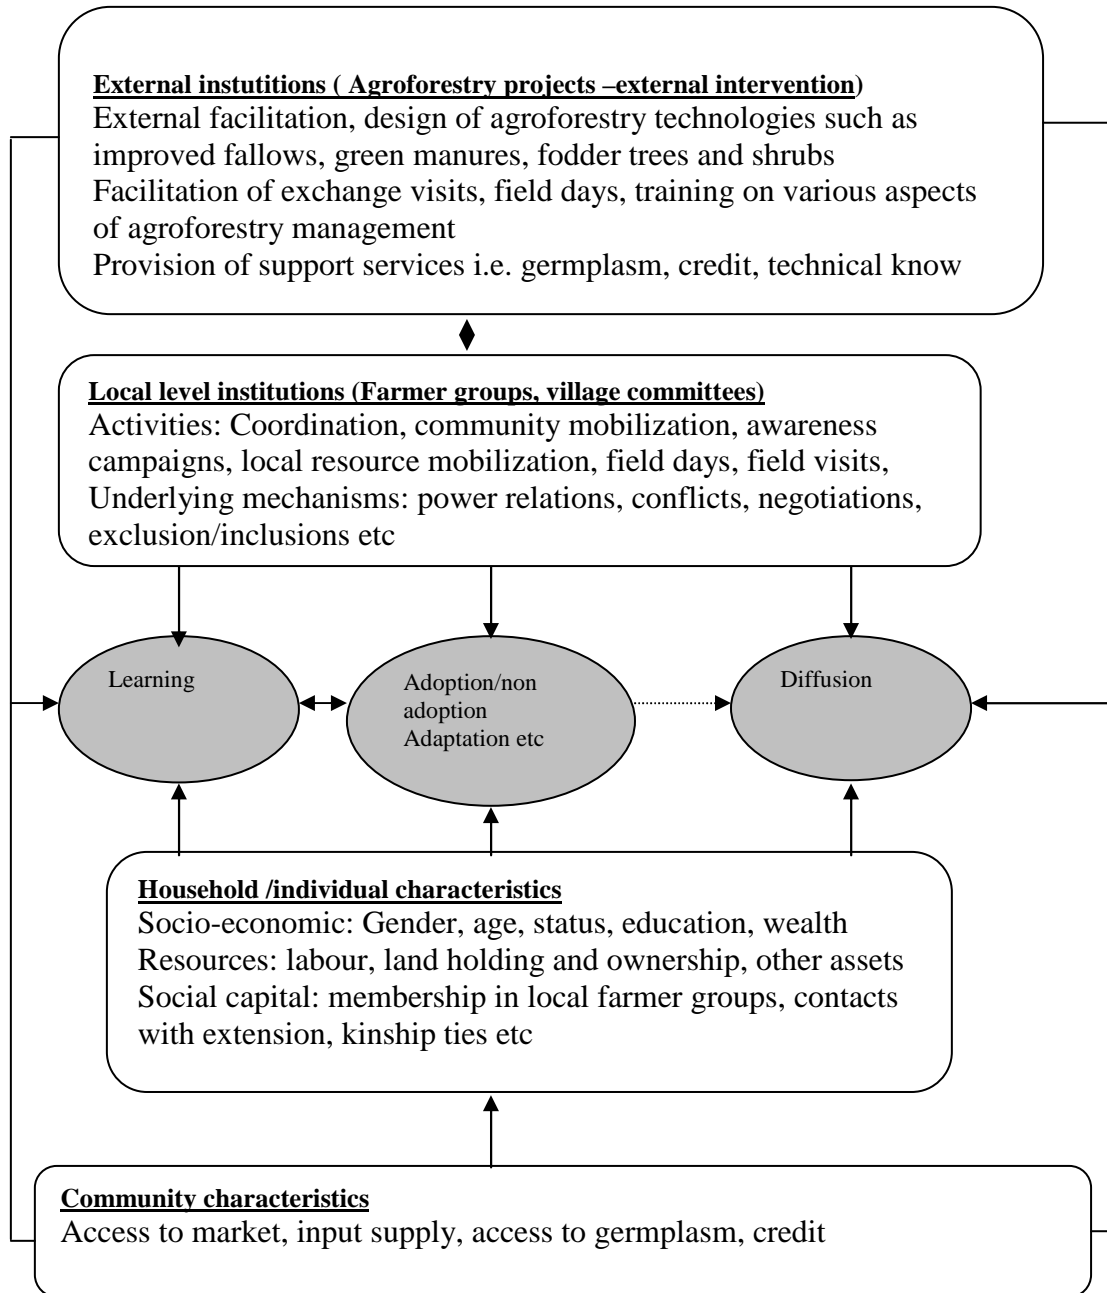 External instutitions ( Agroforestry projects –external intervention)
External facilitation, design of agroforestry technologies such as
improved fallows, green manures, fodder trees and shrubs
Facilitation of exchange visits, field days, training on various aspects
of agroforestry management
Provision of support services i.e. germplasm, credit, technical know
Local level institutions (Farmer groups, village committees)
Activities: Coordination, community mobilization, awareness
campaigns, local resource mobilization, field days, field visits,
Underlying mechanisms: power relations, conflicts, negotiations,
exclusion/inclusions etc
Learning
Adoption/non
adoption
Adaptation etc
Diffusion
Household /individual characteristics
Socio-economic: Gender, age, status, education, wealth
Resources: labour, land holding and ownership, other assets
Social capital: membership in local farmer groups, contacts
with extension, kinship ties etc
Community characteristics
Access to market, input supply, access to germplasm, credit